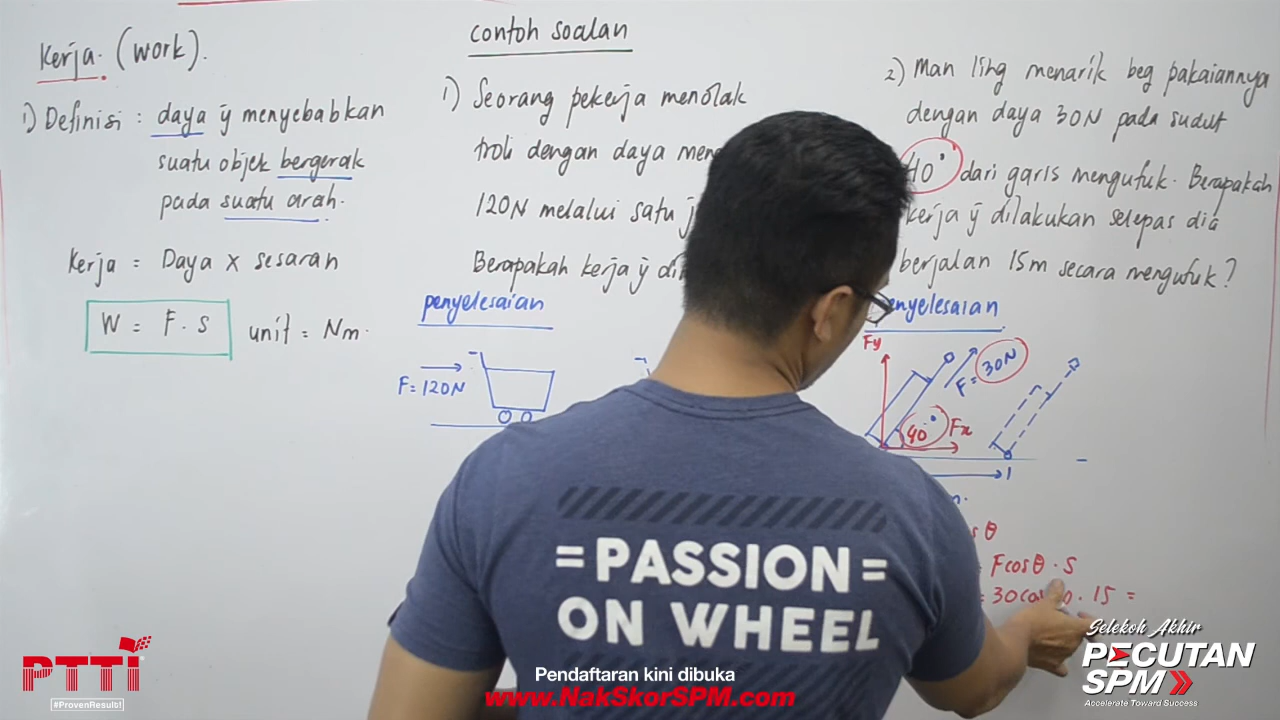 Kerja. (work).
1) Definisi : daya ÿ menyebabkan
suatu objek bergerak
pada suatu arah.
Kerja = Daya x sesaran
W = F . S
unit = Nm.
contoh soalan
1) Seorang pekerja menolak
troli dengan daya
120N melalui satu
Berapakah kerja ÿ
penyelesaian
F = 120N
2) Man ling menarik beg pakaiannya
dengan daya 30N pada sudut
40° dari garis mengufuk. Berapakah
kerja ÿ dilakukan selepas dia
berjalan 15m secara mengufuk?
penyelesaian
Fy
F = 30N
40° Fx
θ
Fcosθ . S
. 15 =
= PASSION =
ON WHEEL
PTTi
#ProvenResult!
Pendaftaran kini dibuka
www.NakSkorSPM.com
Selekoh Akhir
PECUTAN
SPM
Accelerate Toward Success